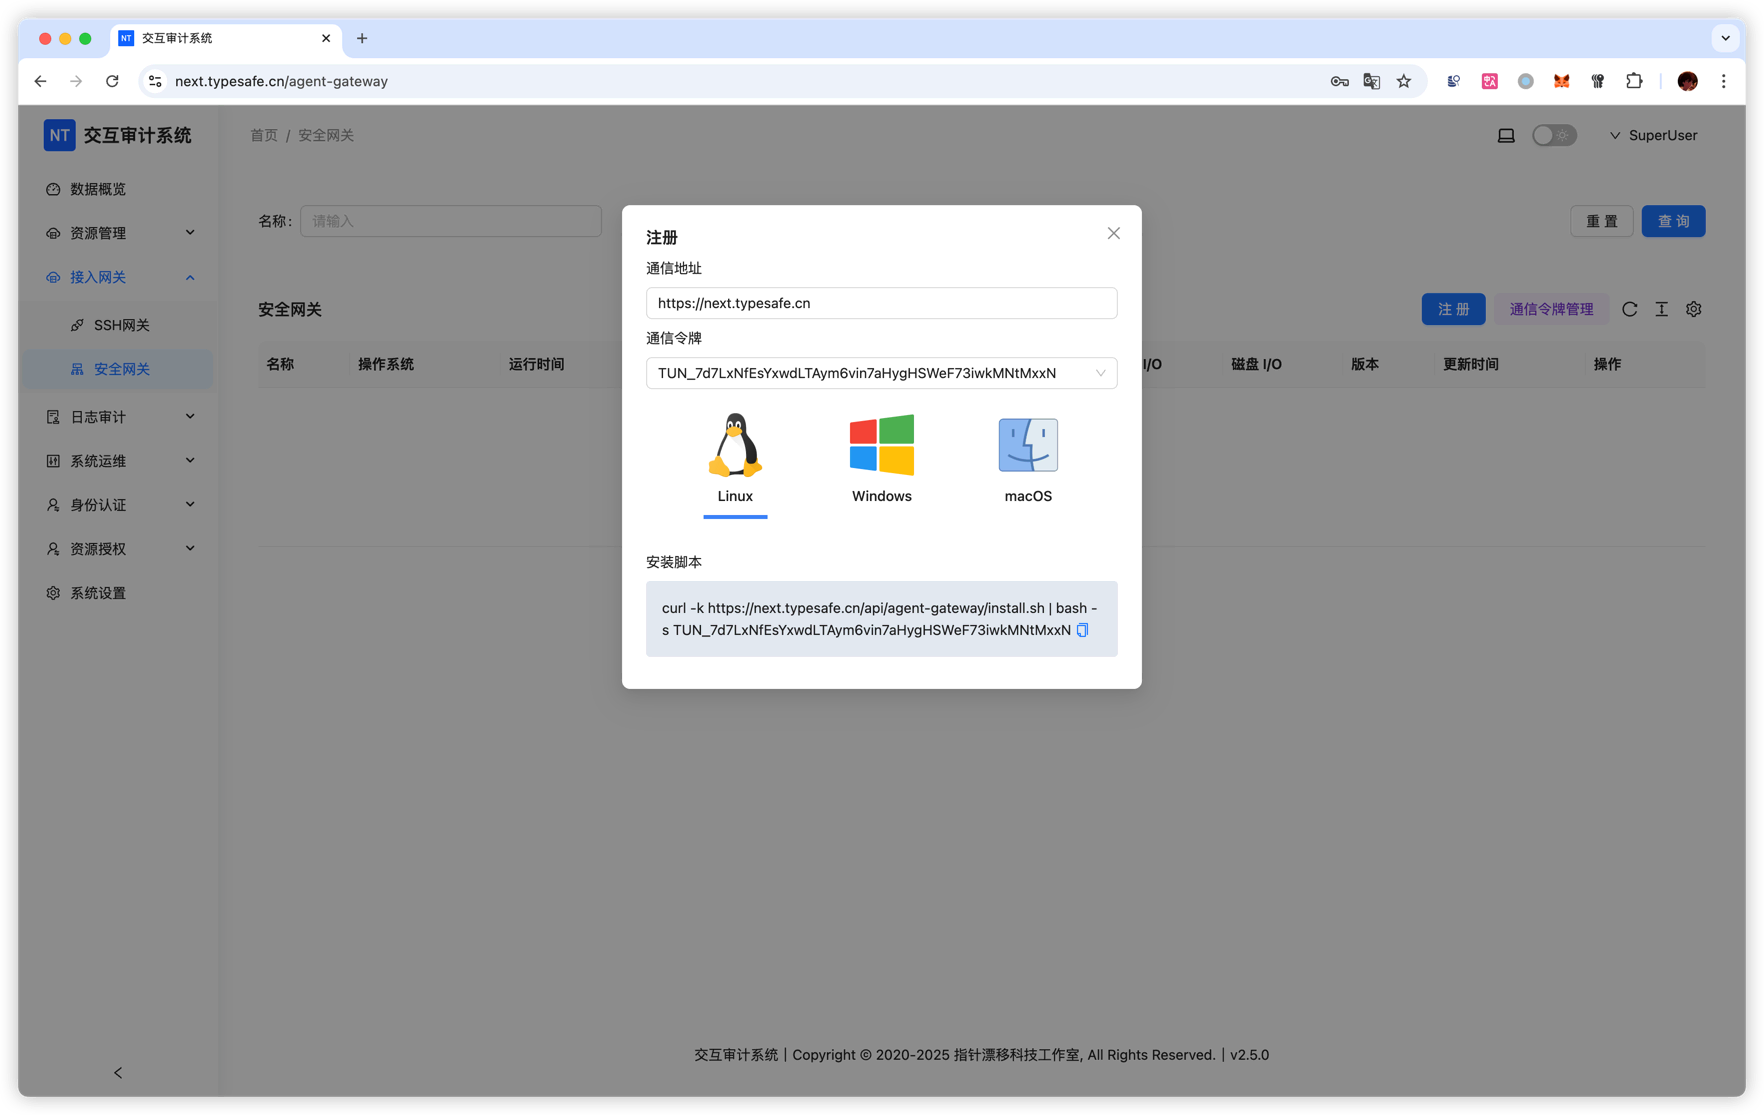 NT 交互审计系统
next.typesafe.cn/agent-gateway
NT 交互审计系统
首页 / 安全网关
SuperUser
数据概览
资源管理
接入网关
SSH网关
安全网关
日志审计
系统运维
身份认证
资源授权
系统设置
名称: 请输入
重 置
查 询
安全网关
注 册
通信令牌管理
名称 操作系统 运行时间 I/O 磁盘 I/O 版本 更新时间 操作
注册
通信地址
https://next.typesafe.cn
通信令牌
TUN_7d7LxNfEsYxwdLTAym6vin7aHygHSWeF73iwkMNtMxxN
Linux Windows macOS
安装脚本
curl -k https://next.typesafe.cn/api/agent-gateway/install.sh | bash -
s TUN_7d7LxNfEsYxwdLTAym6vin7aHygHSWeF73iwkMNtMxxN
交互审计系统 | Copyright © 2020-2025 指针漂移科技工作室, All Rights Reserved. | v2.5.0